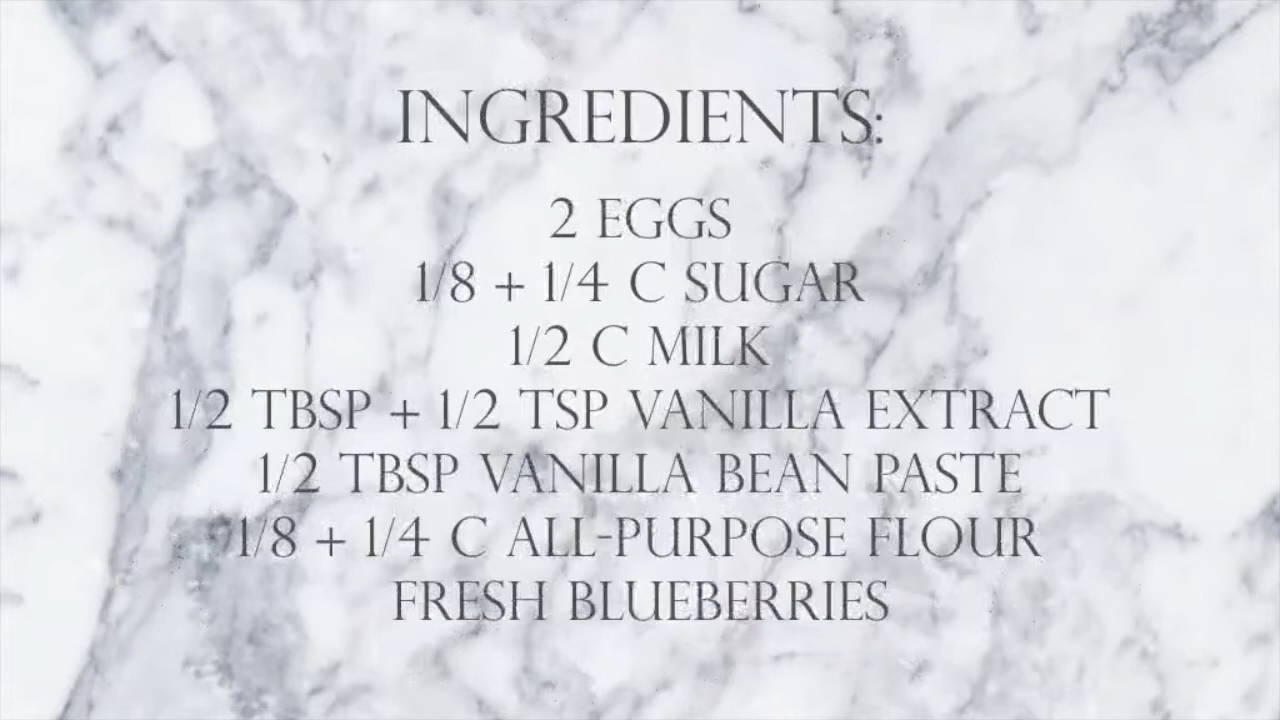 INGREDIENTS:
2 EGGS
1/8 + 1/4 C SUGAR
1/2 C MILK
1/2 TBSP + 1/2 TSP VANILLA EXTRACT
1/2 TBSP VANILLA BEAN PASTE
1/8 + 1/4 C ALL-PURPOSE FLOUR
FRESH BLUEBERRIES